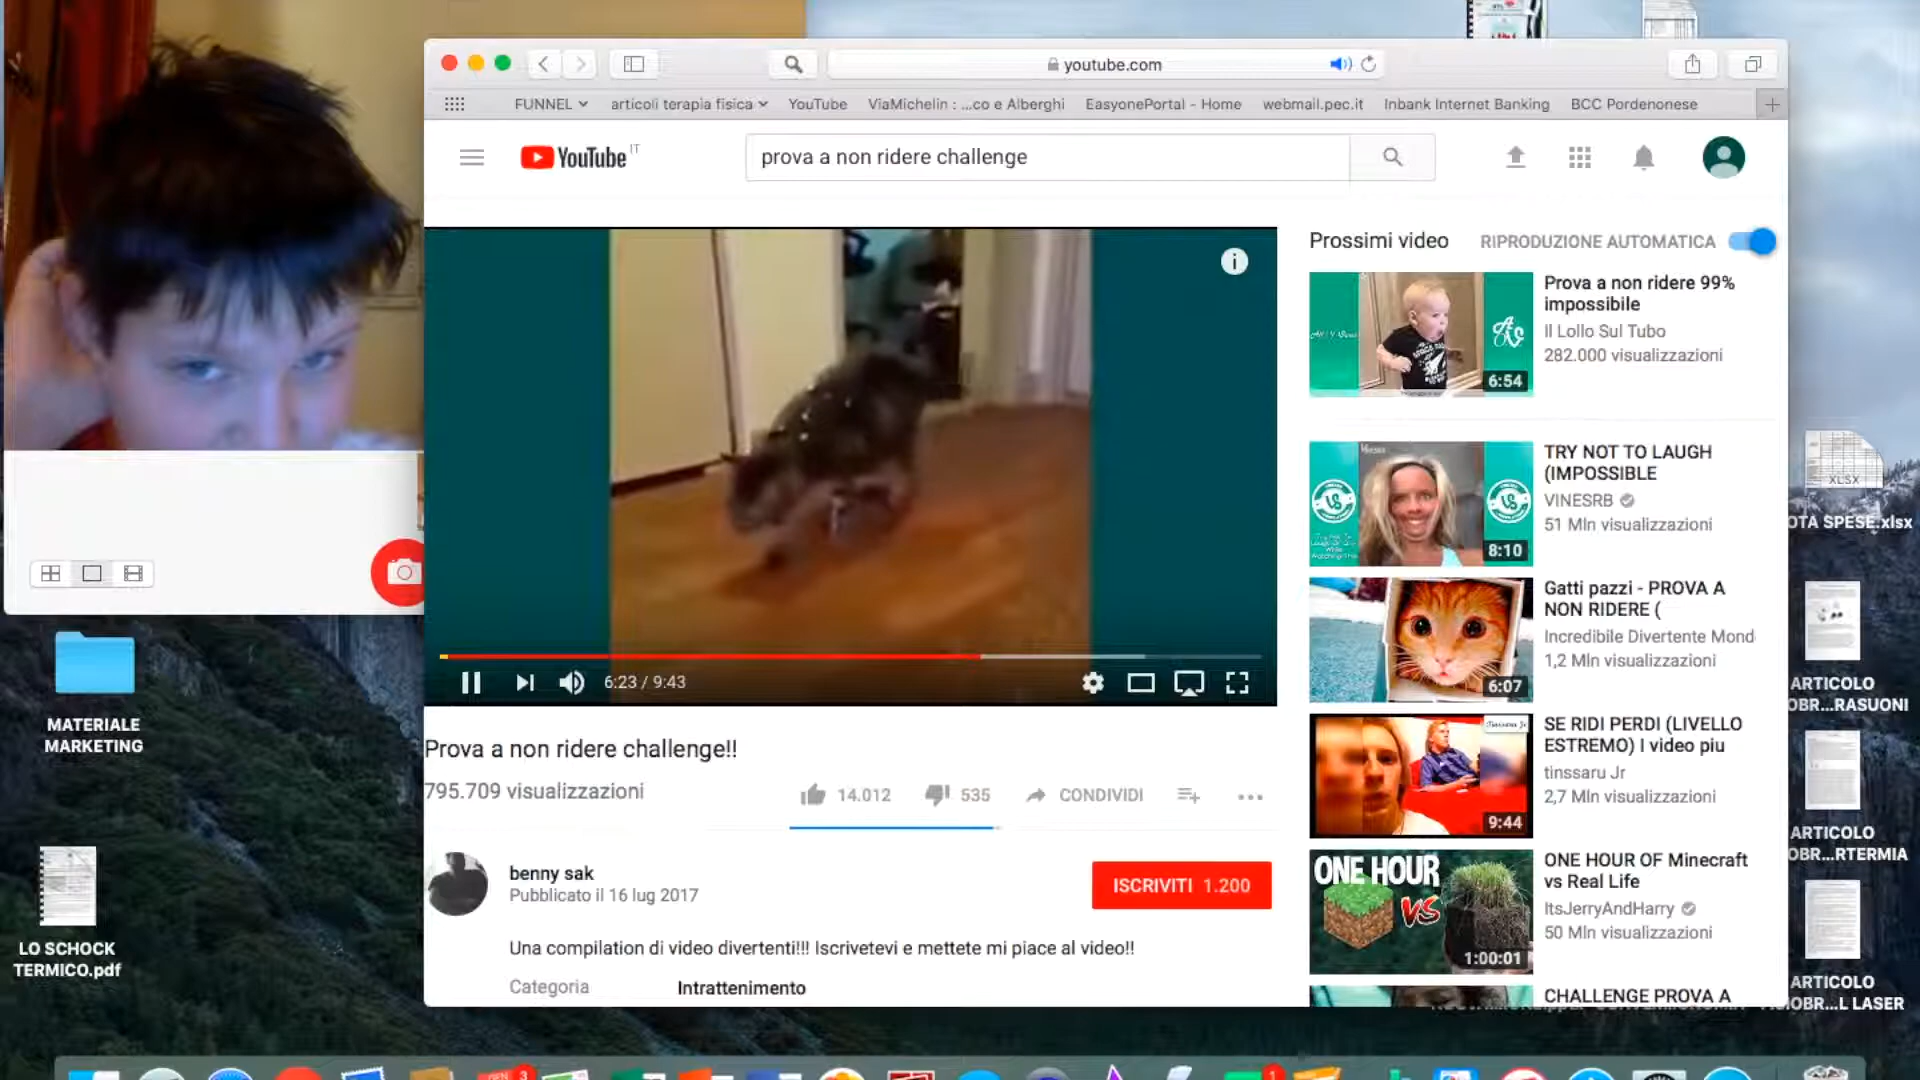 youtube.com
FUNNEL
articoli terapia fisica
YouTube
ViaMichelin : ...co e Alberghi
EasyonePortal - Home
webmail.pec.it
Inbank Internet Banking
BCC Pordenonese
YouTube IT
prova a non ridere challenge
6:23 / 9:43
Prova a non ridere challenge!!
795.709 visualizzazioni
14.012
535
CONDIVIDI
benny sak
Pubblicato il 16 lug 2017
ISCRIVITI 1.200
Una compilation di video divertenti!!! Iscrivetevi e mettete mi piace al video!!
Categoria
Intrattenimento
Prossimi video
RIPRODUZIONE AUTOMATICA
Prova a non ridere 99%
impossibile
Il Lollo Sul Tubo
282.000 visualizzazioni
6:54
TRY NOT TO LAUGH
(IMPOSSIBLE
VINESRB
51 Mln visualizzazioni
8:10
Gatti pazzi - PROVA A
NON RIDERE (
Incredibile Divertente Mond
1,2 Mln visualizzazioni
6:07
SE RIDI PERDI (LIVELLO
ESTREMO) I video piu
tinssaru Jr
2,7 Mln visualizzazioni
9:44
ONE HOUR
VS
1:00:01
ONE HOUR OF Minecraft
vs Real Life
ItsJerryAndHarry
50 Mln visualizzazioni
CHALLENGE PROVA A
MATERIALE
MARKETING
LO SCHOCK
TERMICO.pdf
XLSX
OTA SPESE.xlsx
ARTICOLO
OBR...RASUONI
ARTICOLO
OBR...RTERMIA
ARTICOLO
IOBR...L LASER
3
1